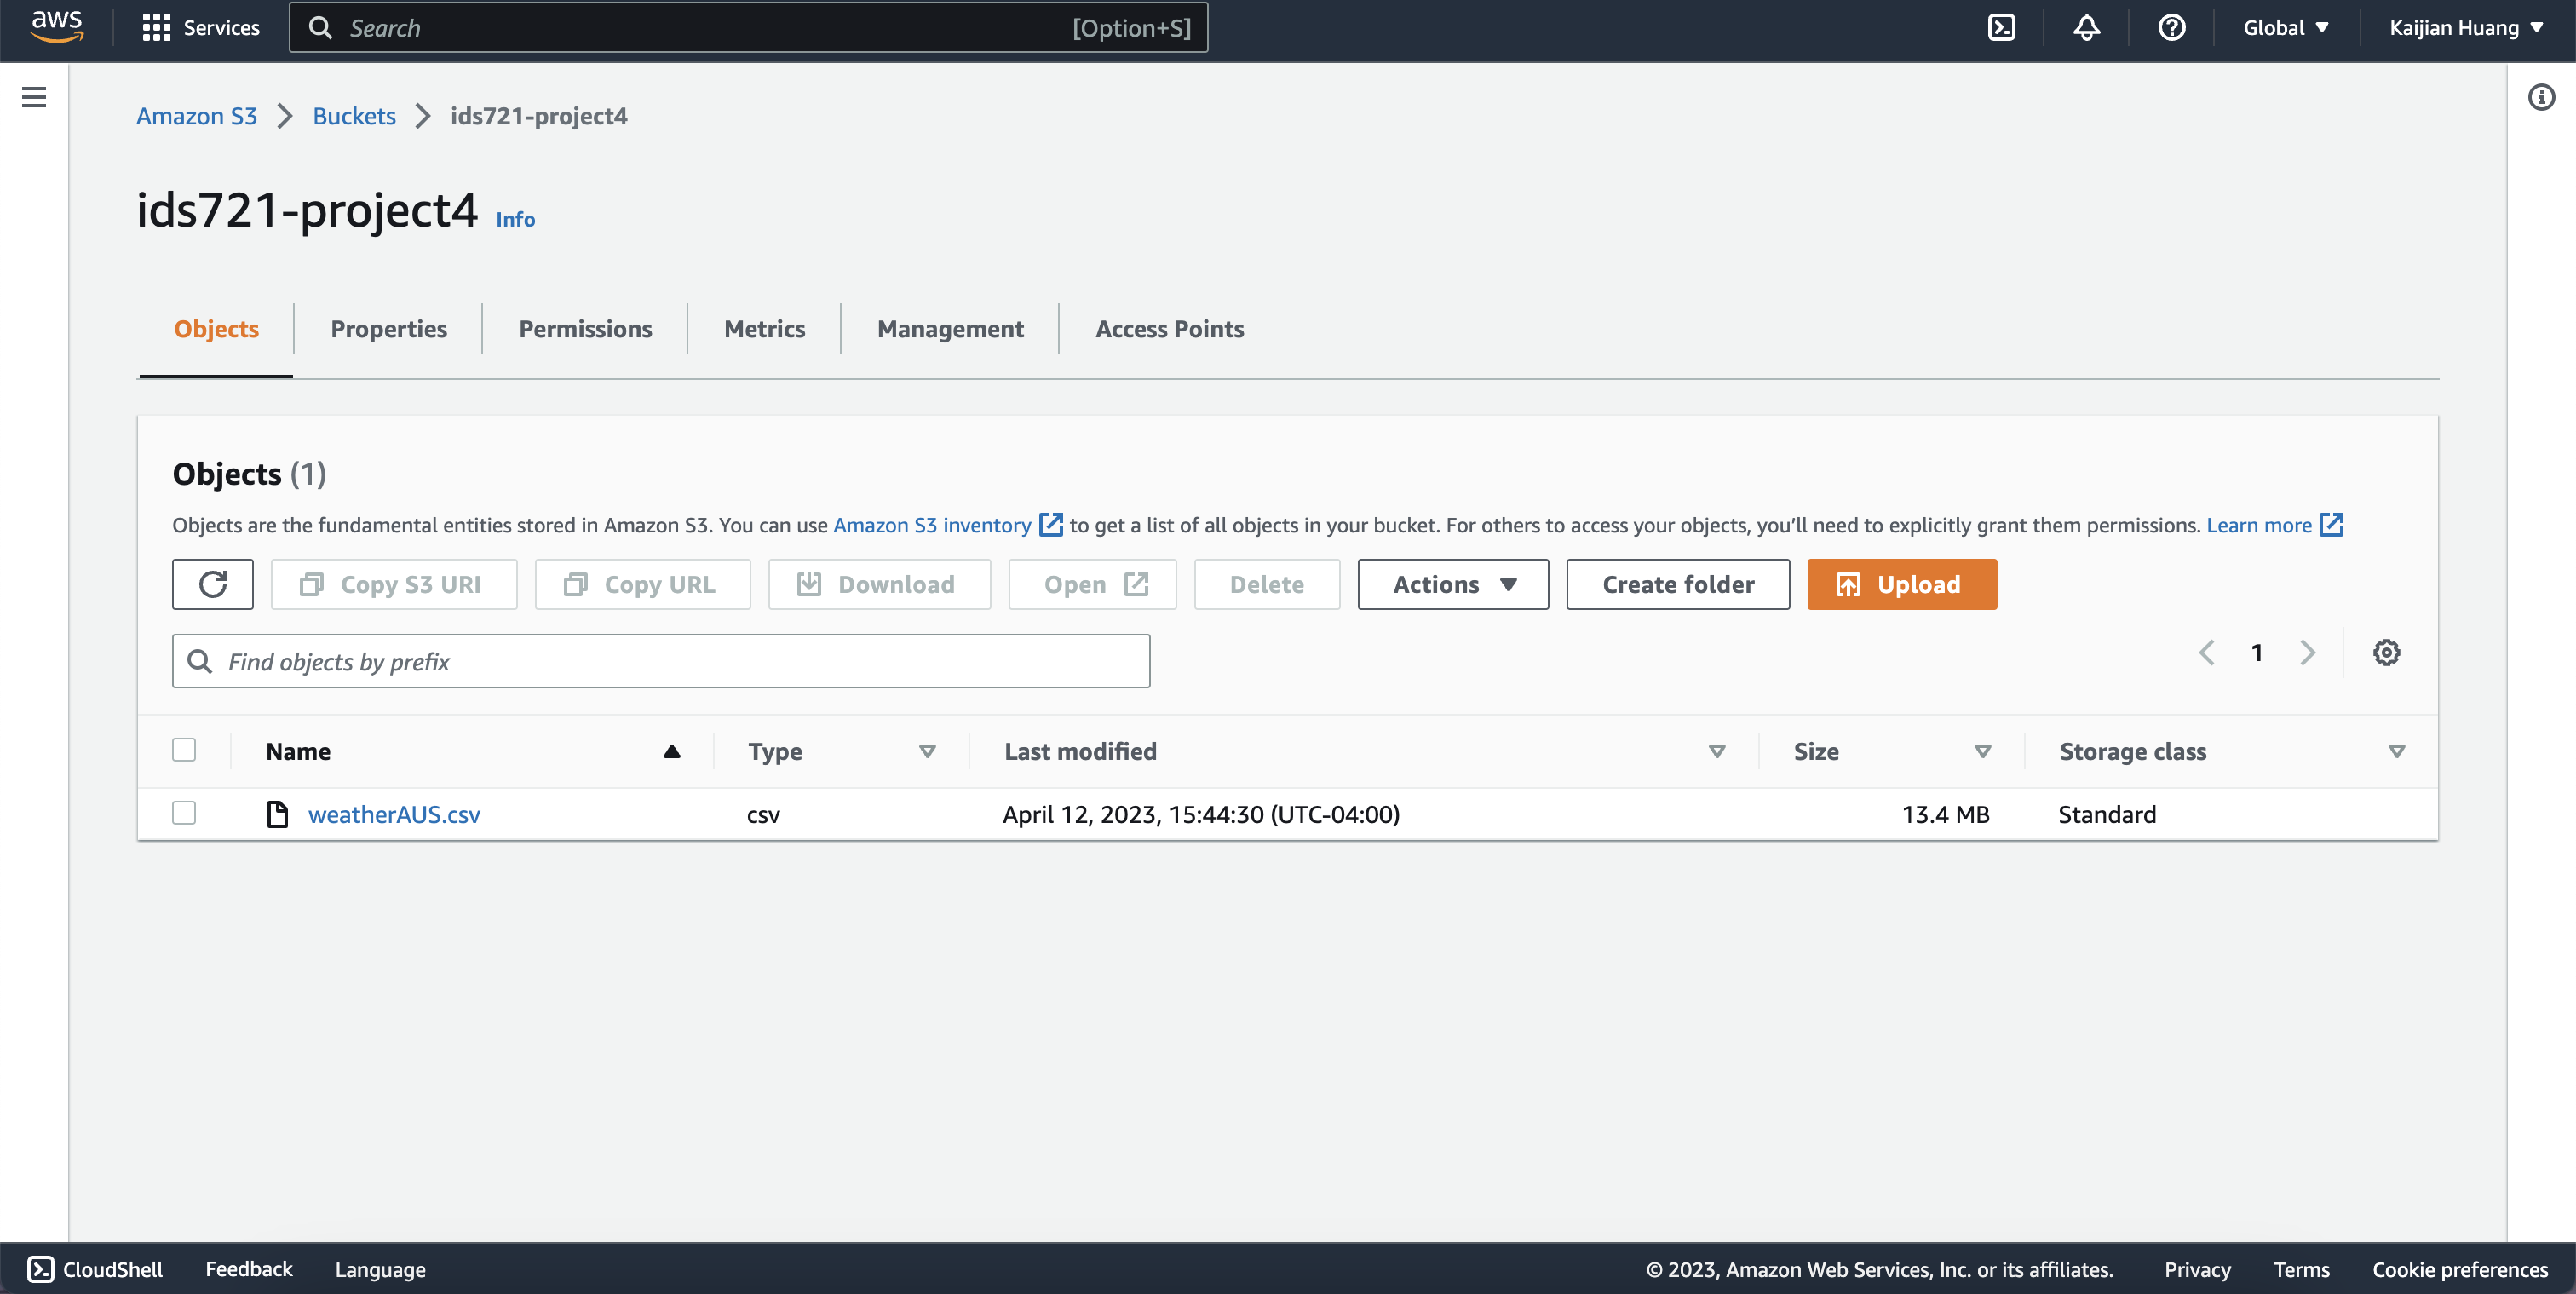 aws Services Search [Option+S] Global Kaijian Huang
Amazon S3 Buckets ids721-project4
ids721-project4 Info
Objects Properties Permissions Metrics Management Access Points
Objects (1)
Objects are the fundamental entities stored in Amazon S3. You can use Amazon S3 inventory to get a list of all objects in your bucket. For others to access your objects, you’ll need to explicitly grant them permissions. Learn more
Copy S3 URI Copy URL Download Open Delete Actions Create folder Upload
Find objects by prefix 1
Name Type Last modified Size Storage class
weatherAUS.csv csv April 12, 2023, 15:44:30 (UTC-04:00) 13.4 MB Standard
CloudShell Feedback Language © 2023, Amazon Web Services, Inc. or its affiliates. Privacy Terms Cookie preferences